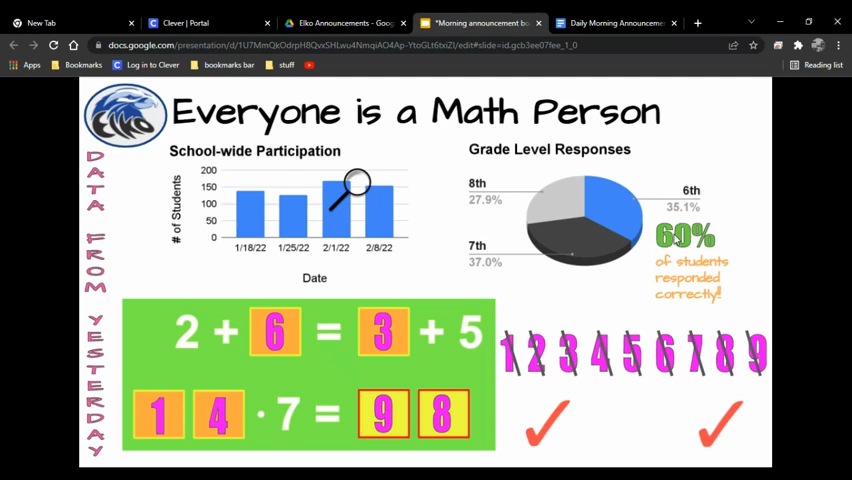 New Tab
Clever | Portal
Elko Announcements - Goog
*Morning announcement bo
Daily Morning Announcemen
docs.google.com/presentation/d/1U7MmQkOdrpH8QvxSHLwu4NmqiAO4Ap-YtoGLt6txiZI/edit#slide=id.gcb3ee07fee_1_0
Apps
Bookmarks
Log in to Clever
bookmarks bar
stuff
Reading list
ELKO
Everyone is a Math Person
DATA FROM YESTERDAY
School-wide Participation
# of Students
200
150
100
50
0
1/18/22 1/25/22 2/1/22 2/8/22
Date
Grade Level Responses
8th
27.9%
6th
35.1%
7th
37.0%
69%
of students
responded
correctly!!
2 + 6 = 3 + 5
1 4 · 7 = 9 8
1 2 3 4 5 6 7 8 9